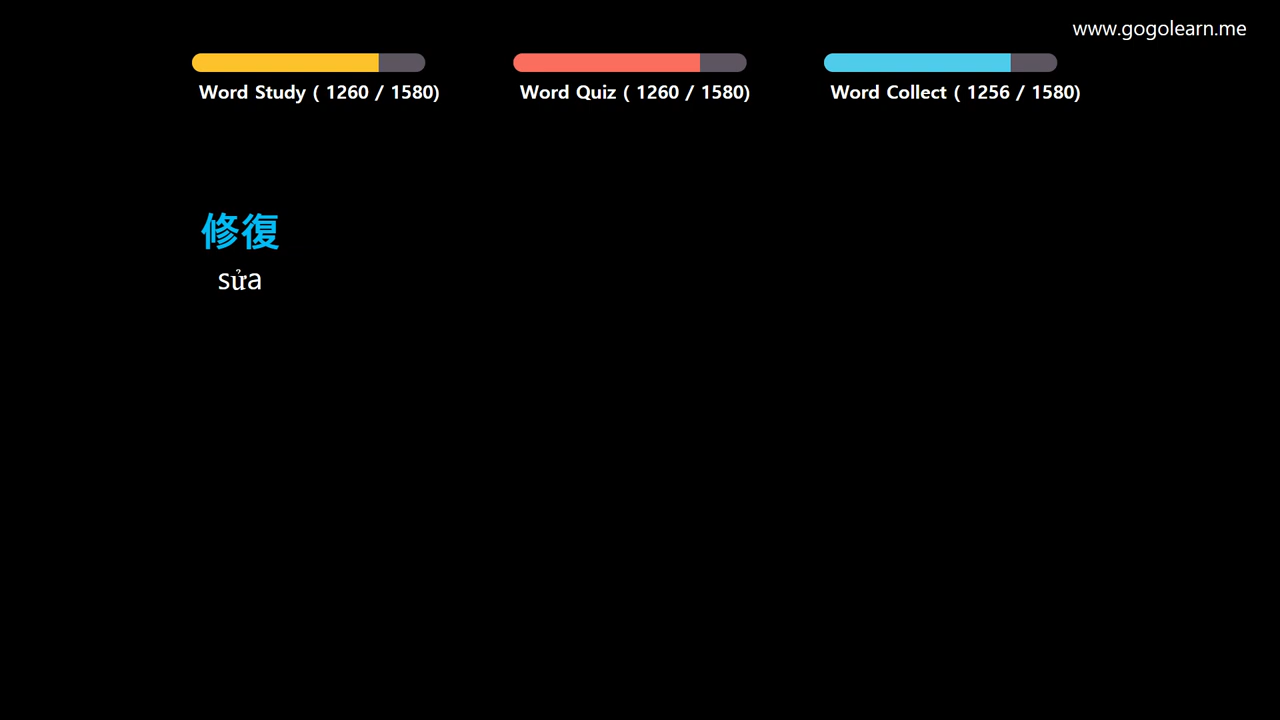 www.gogolearn.me
Word Study ( 1260 / 1580)
Word Quiz ( 1260 / 1580)
Word Collect ( 1256 / 1580)
修復
sửa